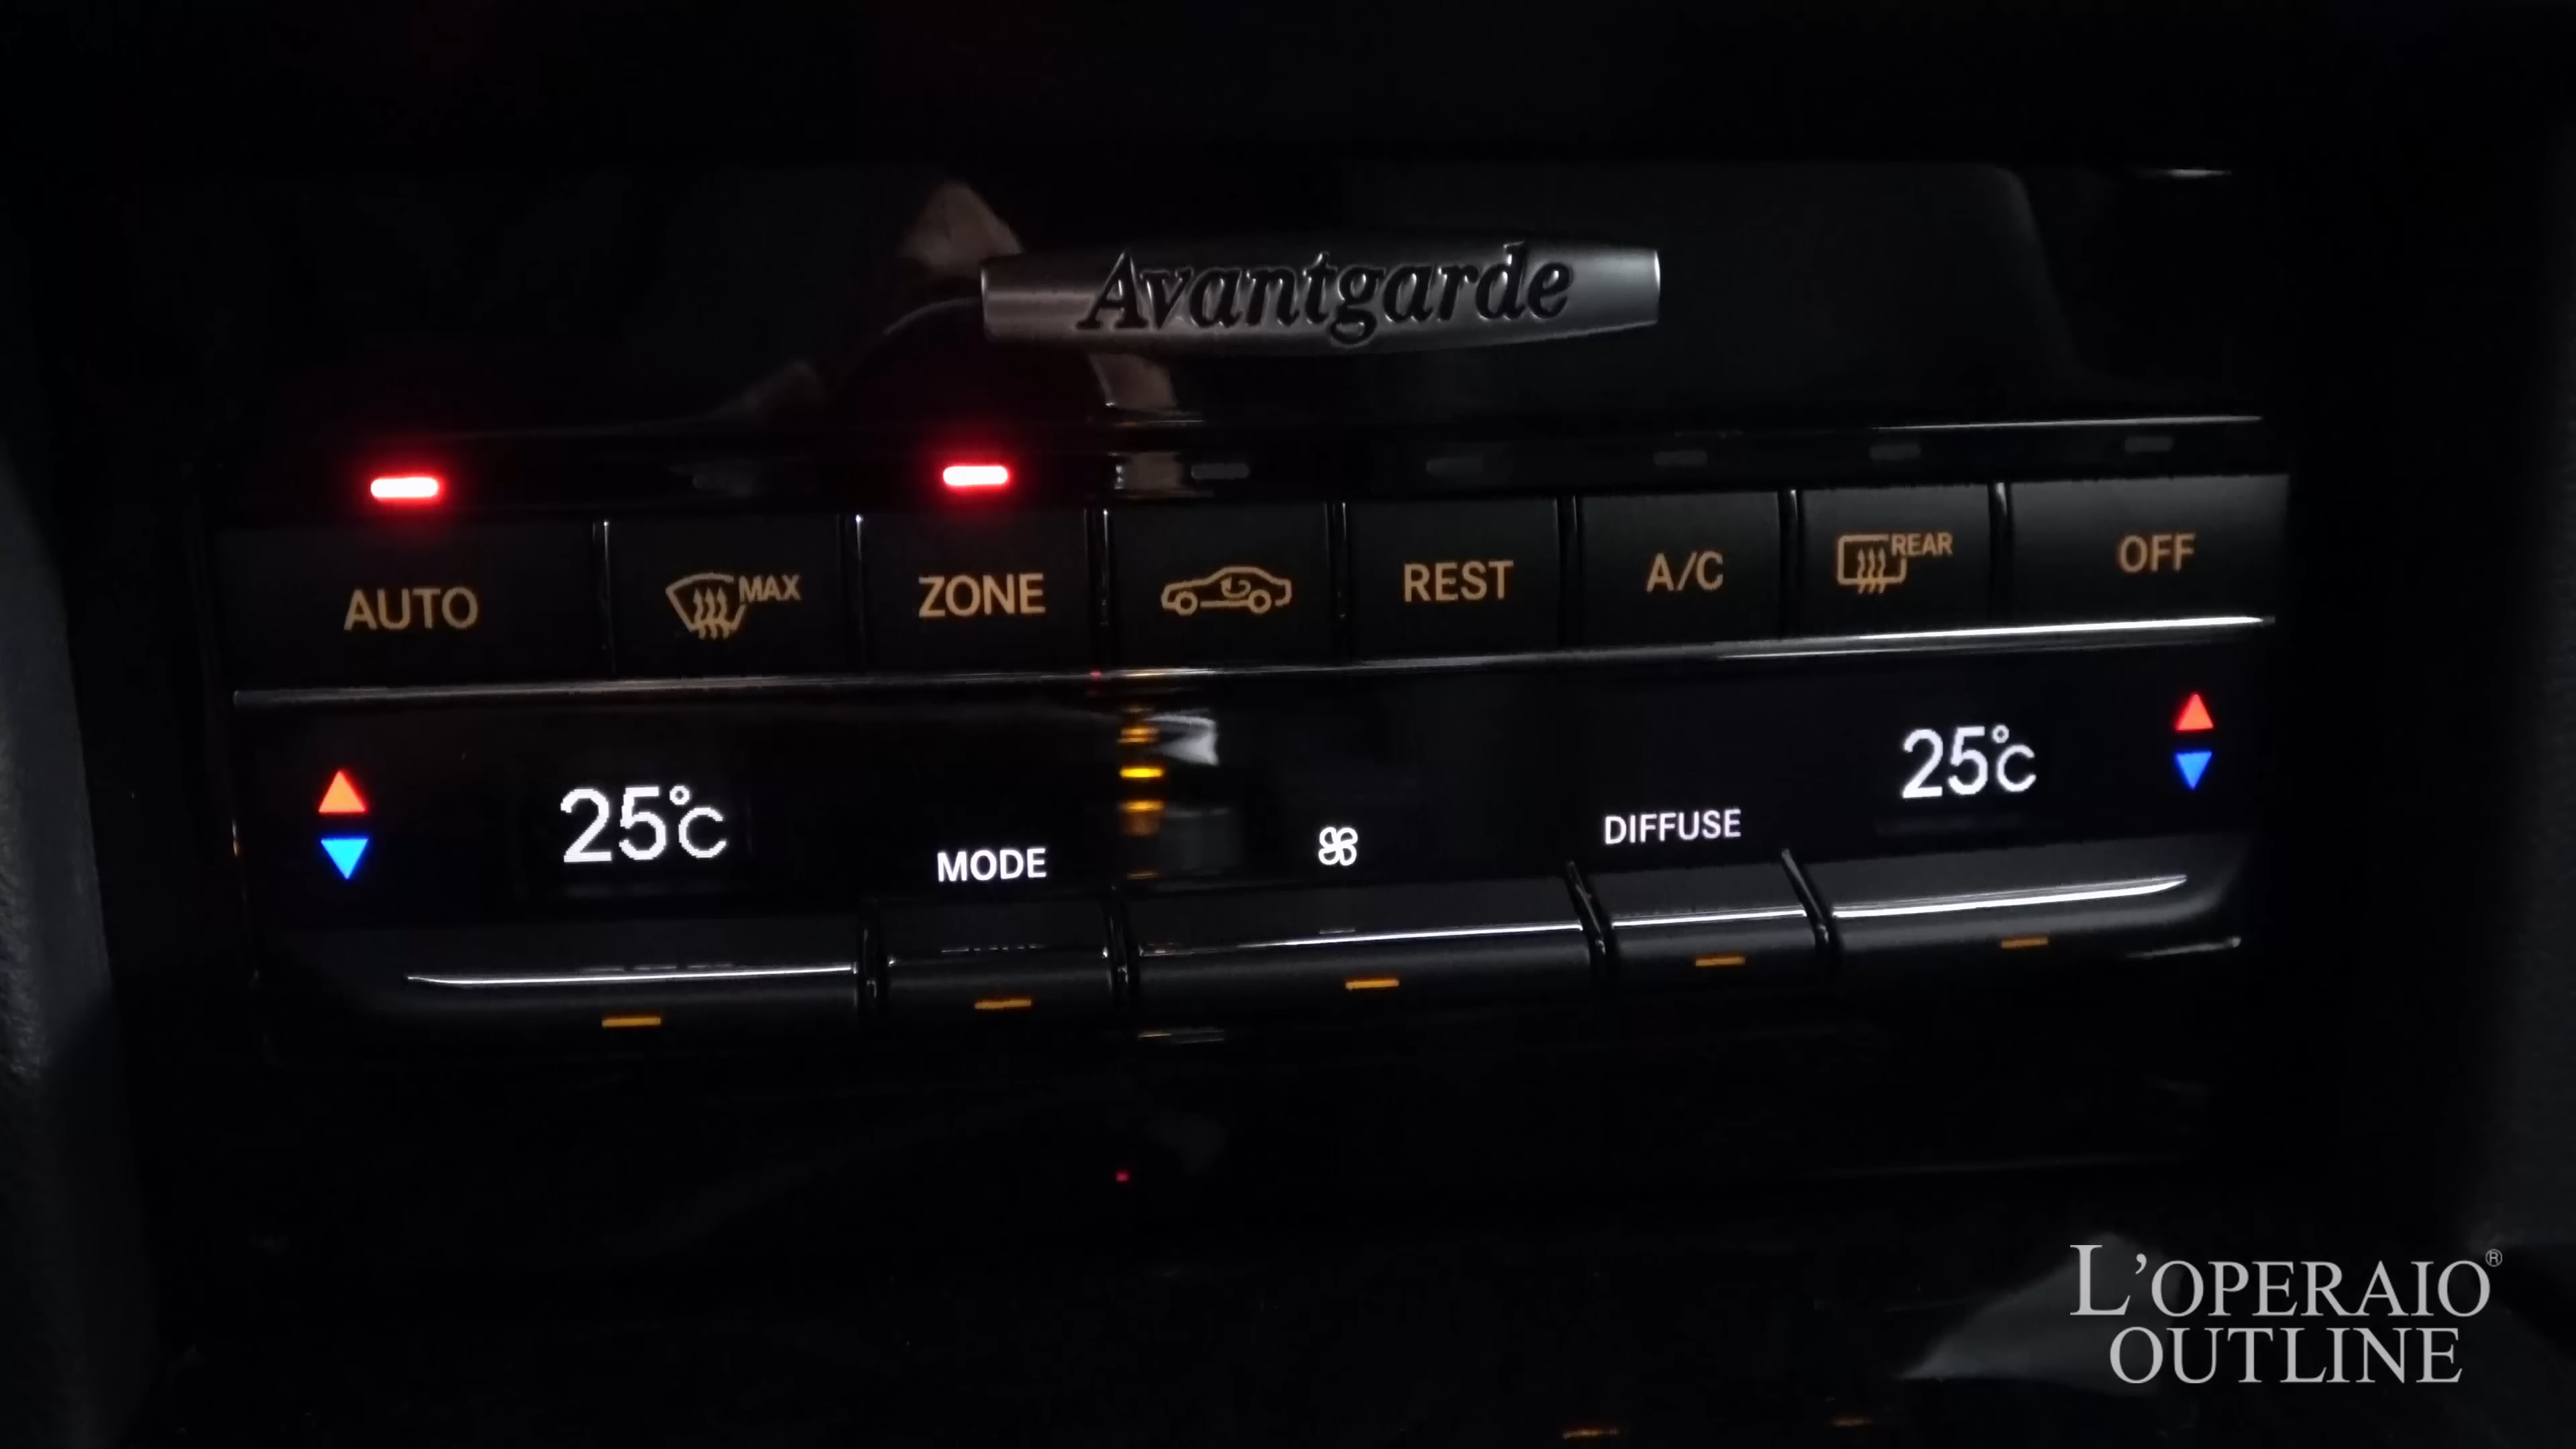 Avantgarde
AUTO
MAX
ZONE
REST
A/C
REAR
OFF
25°C
MODE
DIFFUSE
25°C
L'OPERAIO®
OUTLINE